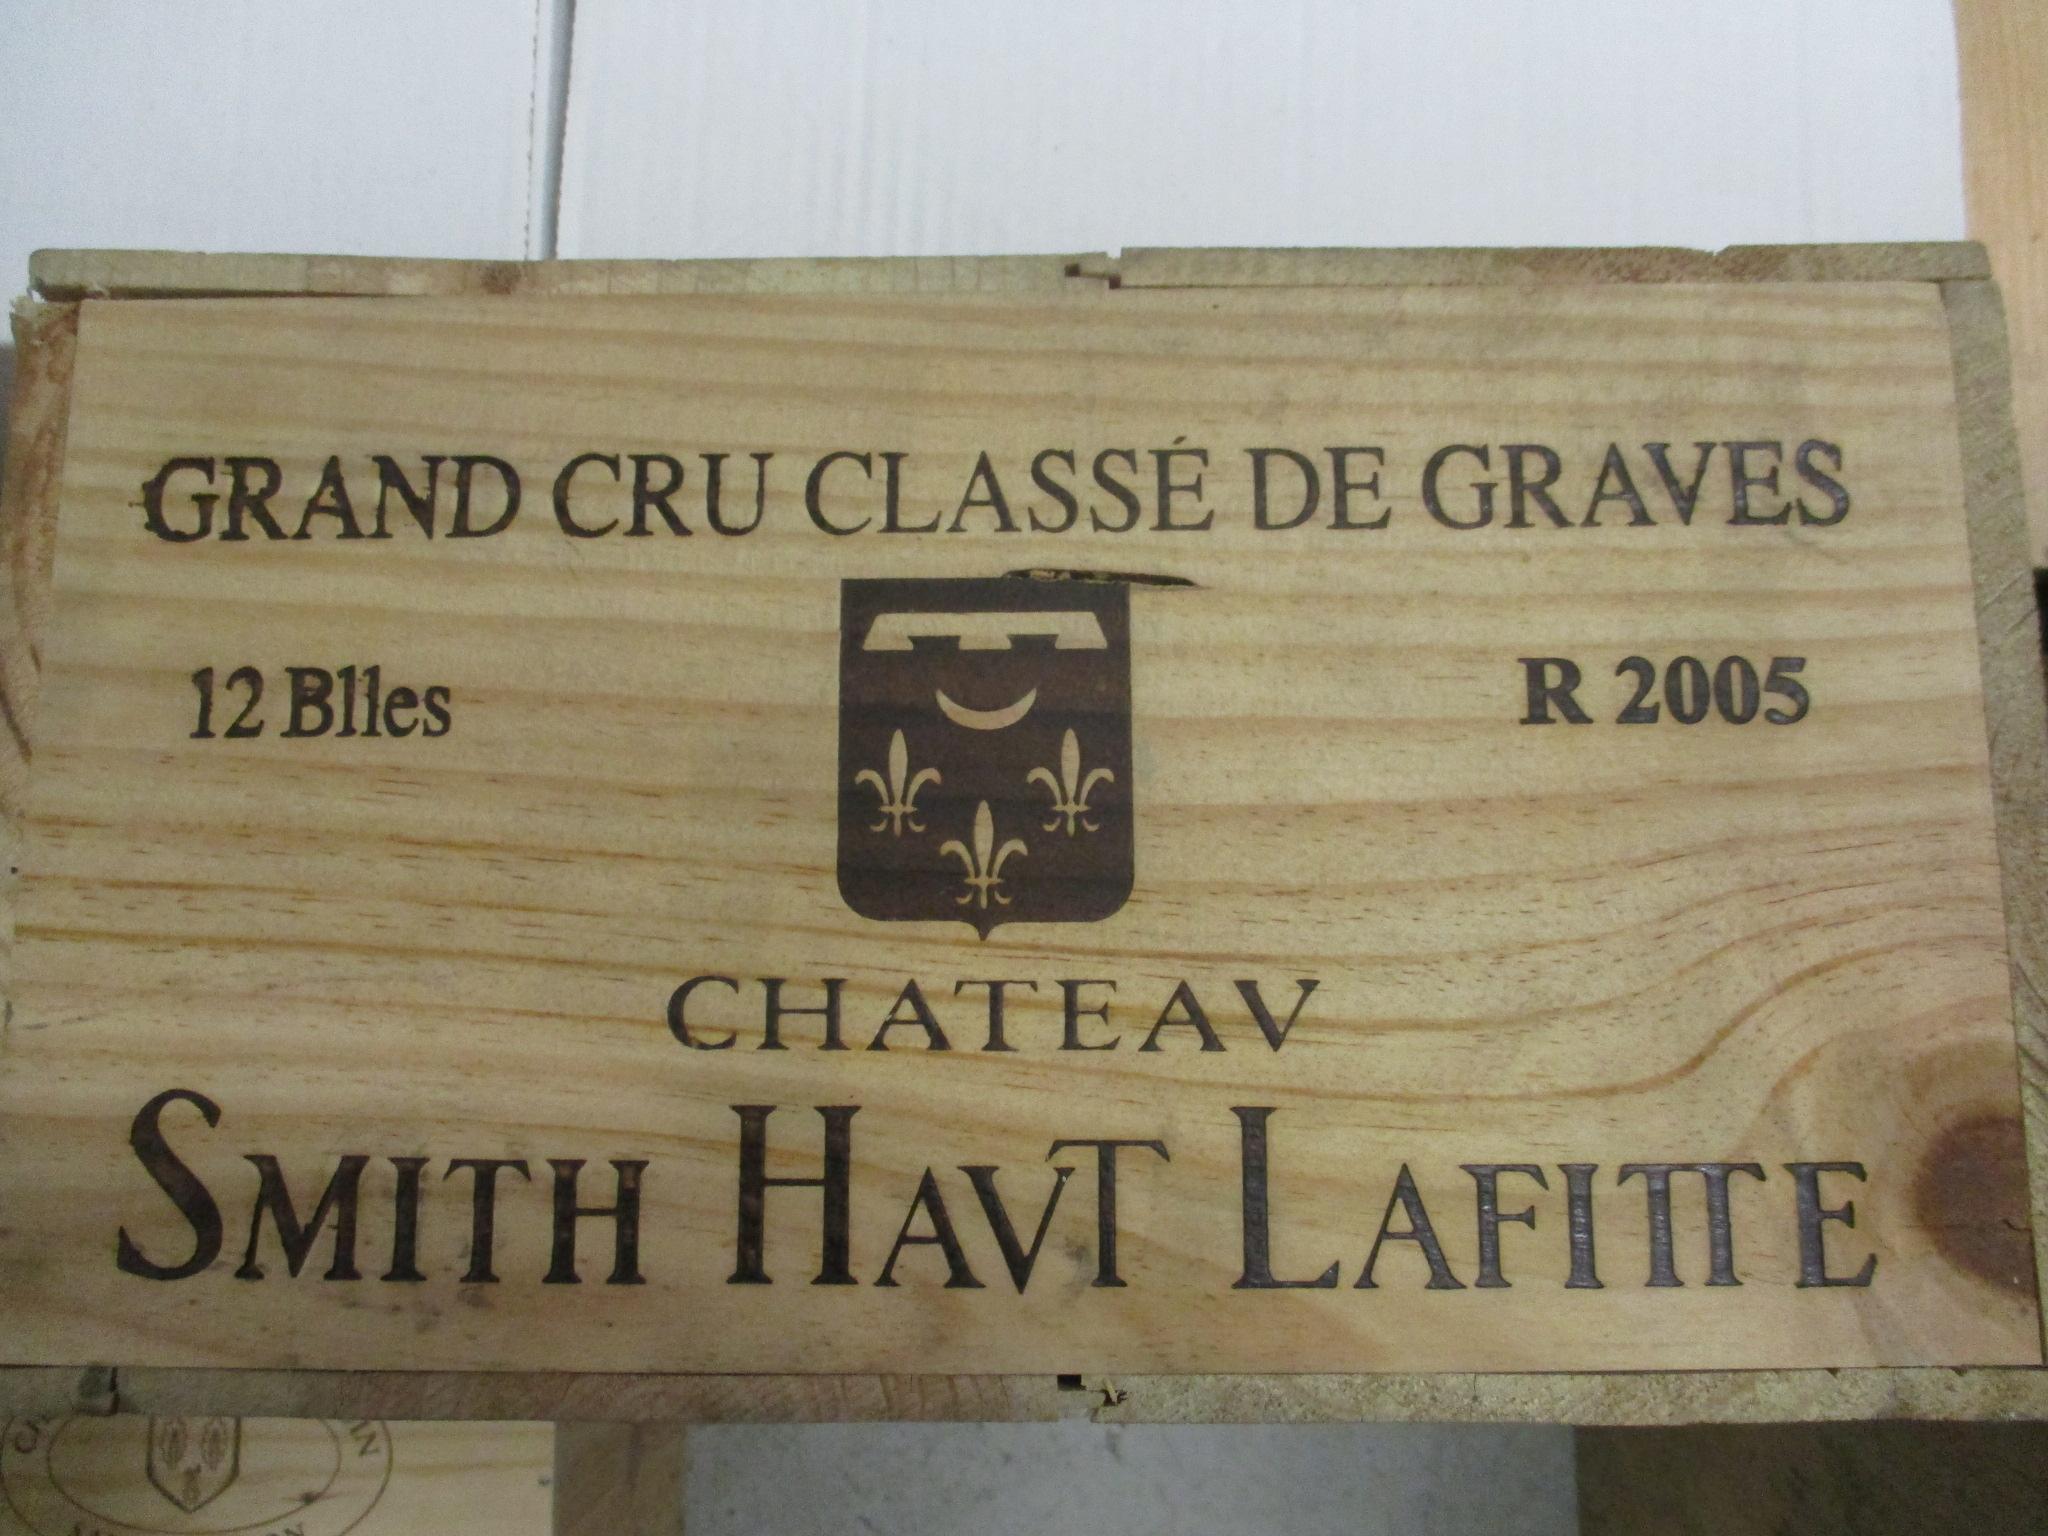 GRAND CRU CLASSÉ DE GRAVES
12 Blles
R 2005
CHATEAV
SMITH HAVT LAFITTE